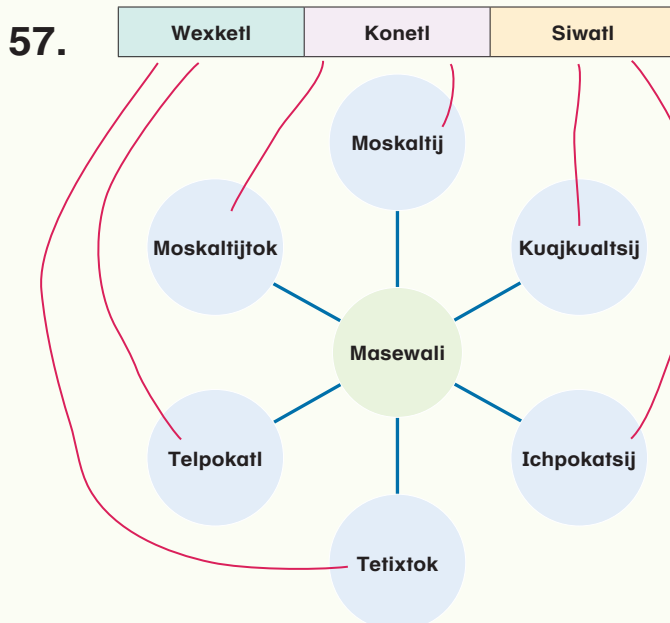 57.
Wexketl Konetl Siwatl
Moskaltij
Moskaltijtok
Kuajkualtsij
Masewali
Telpokatl
Ichpokatsij
Tetixtok